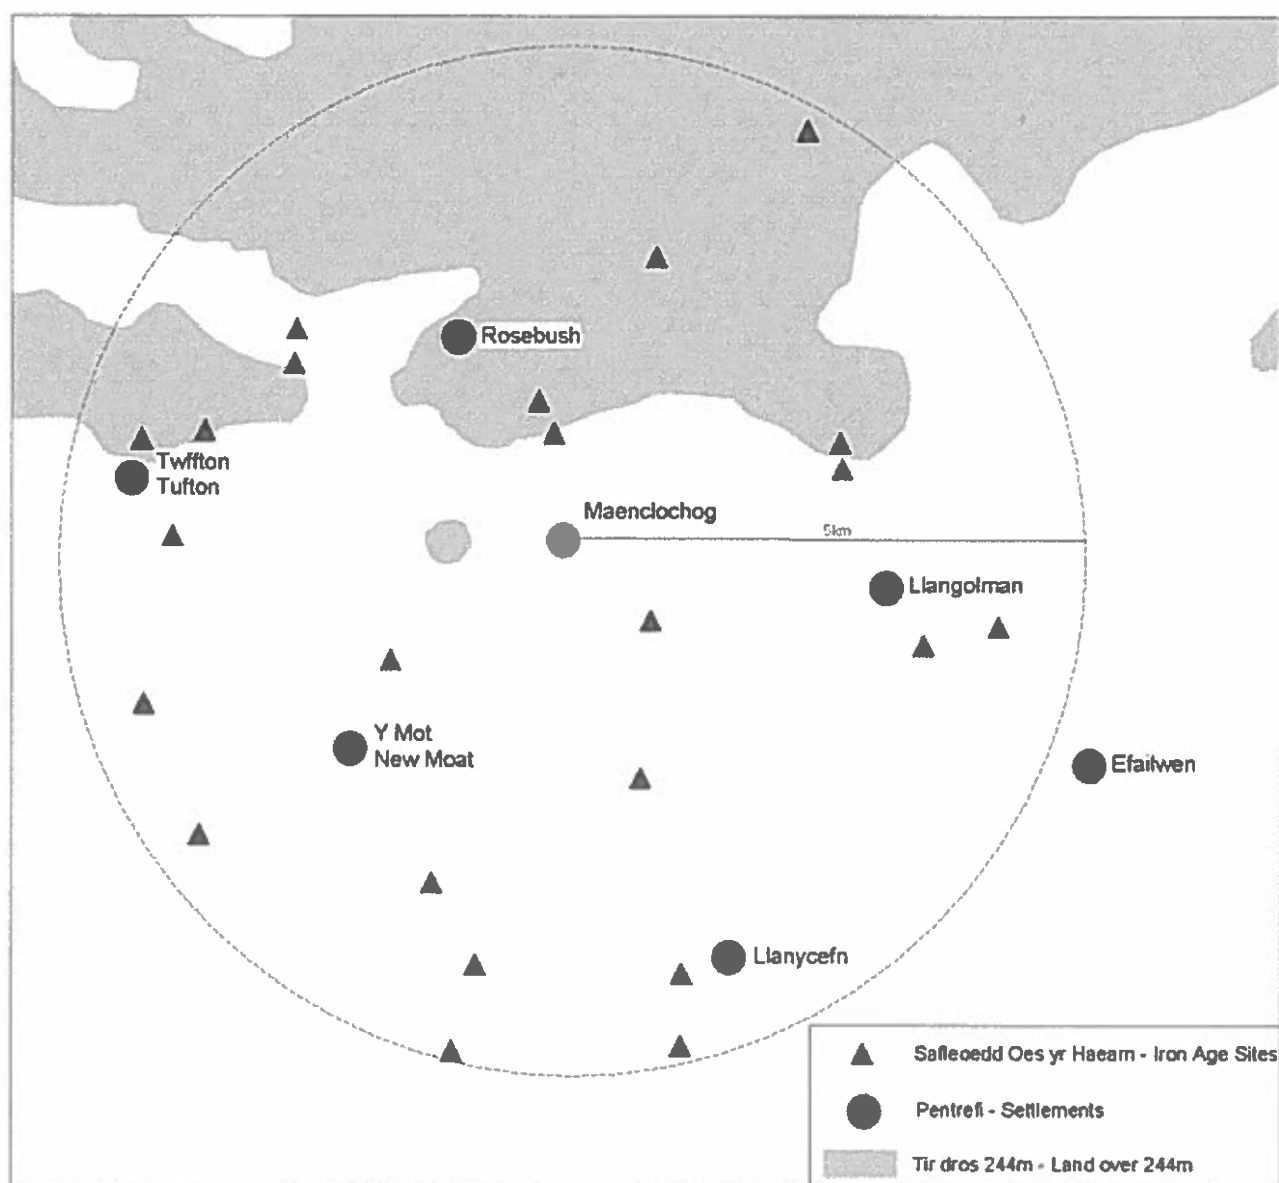 Rosebush
Twffton
Tufton
Maenclochog
5km
Llangolman
Y Mot
New Moat
Efailwen
Llanycefn
Safleoedd Oes yr Haearn - Iron Age Sites
Pentrefi - Settlements
Tir dros 244m - Land over 244m